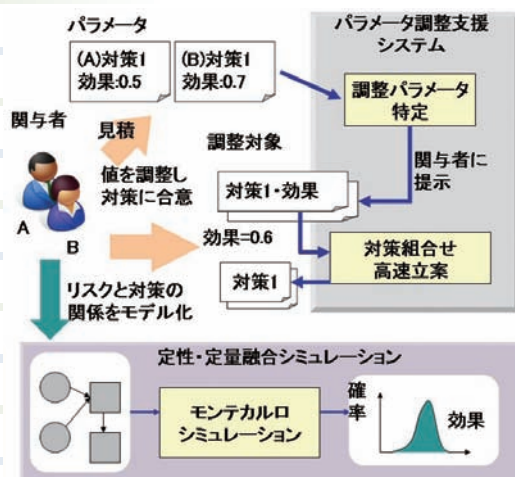 パラメータ
(A)対策1
効果:0.5
(B)対策1
効果:0.7
パラメータ調整支援
システム
調整パラメータ
特定
関与者
見積
値を調整し
対策に合意
調整対象
関与者に
提示
対策1・効果
A
B
効果=0.6
対策組合せ
高速立案
対策1
リスクと対策の
関係をモデル化
定性・定量融合シミュレーション
モンテカルロ
シミュレーション
確
率
効果